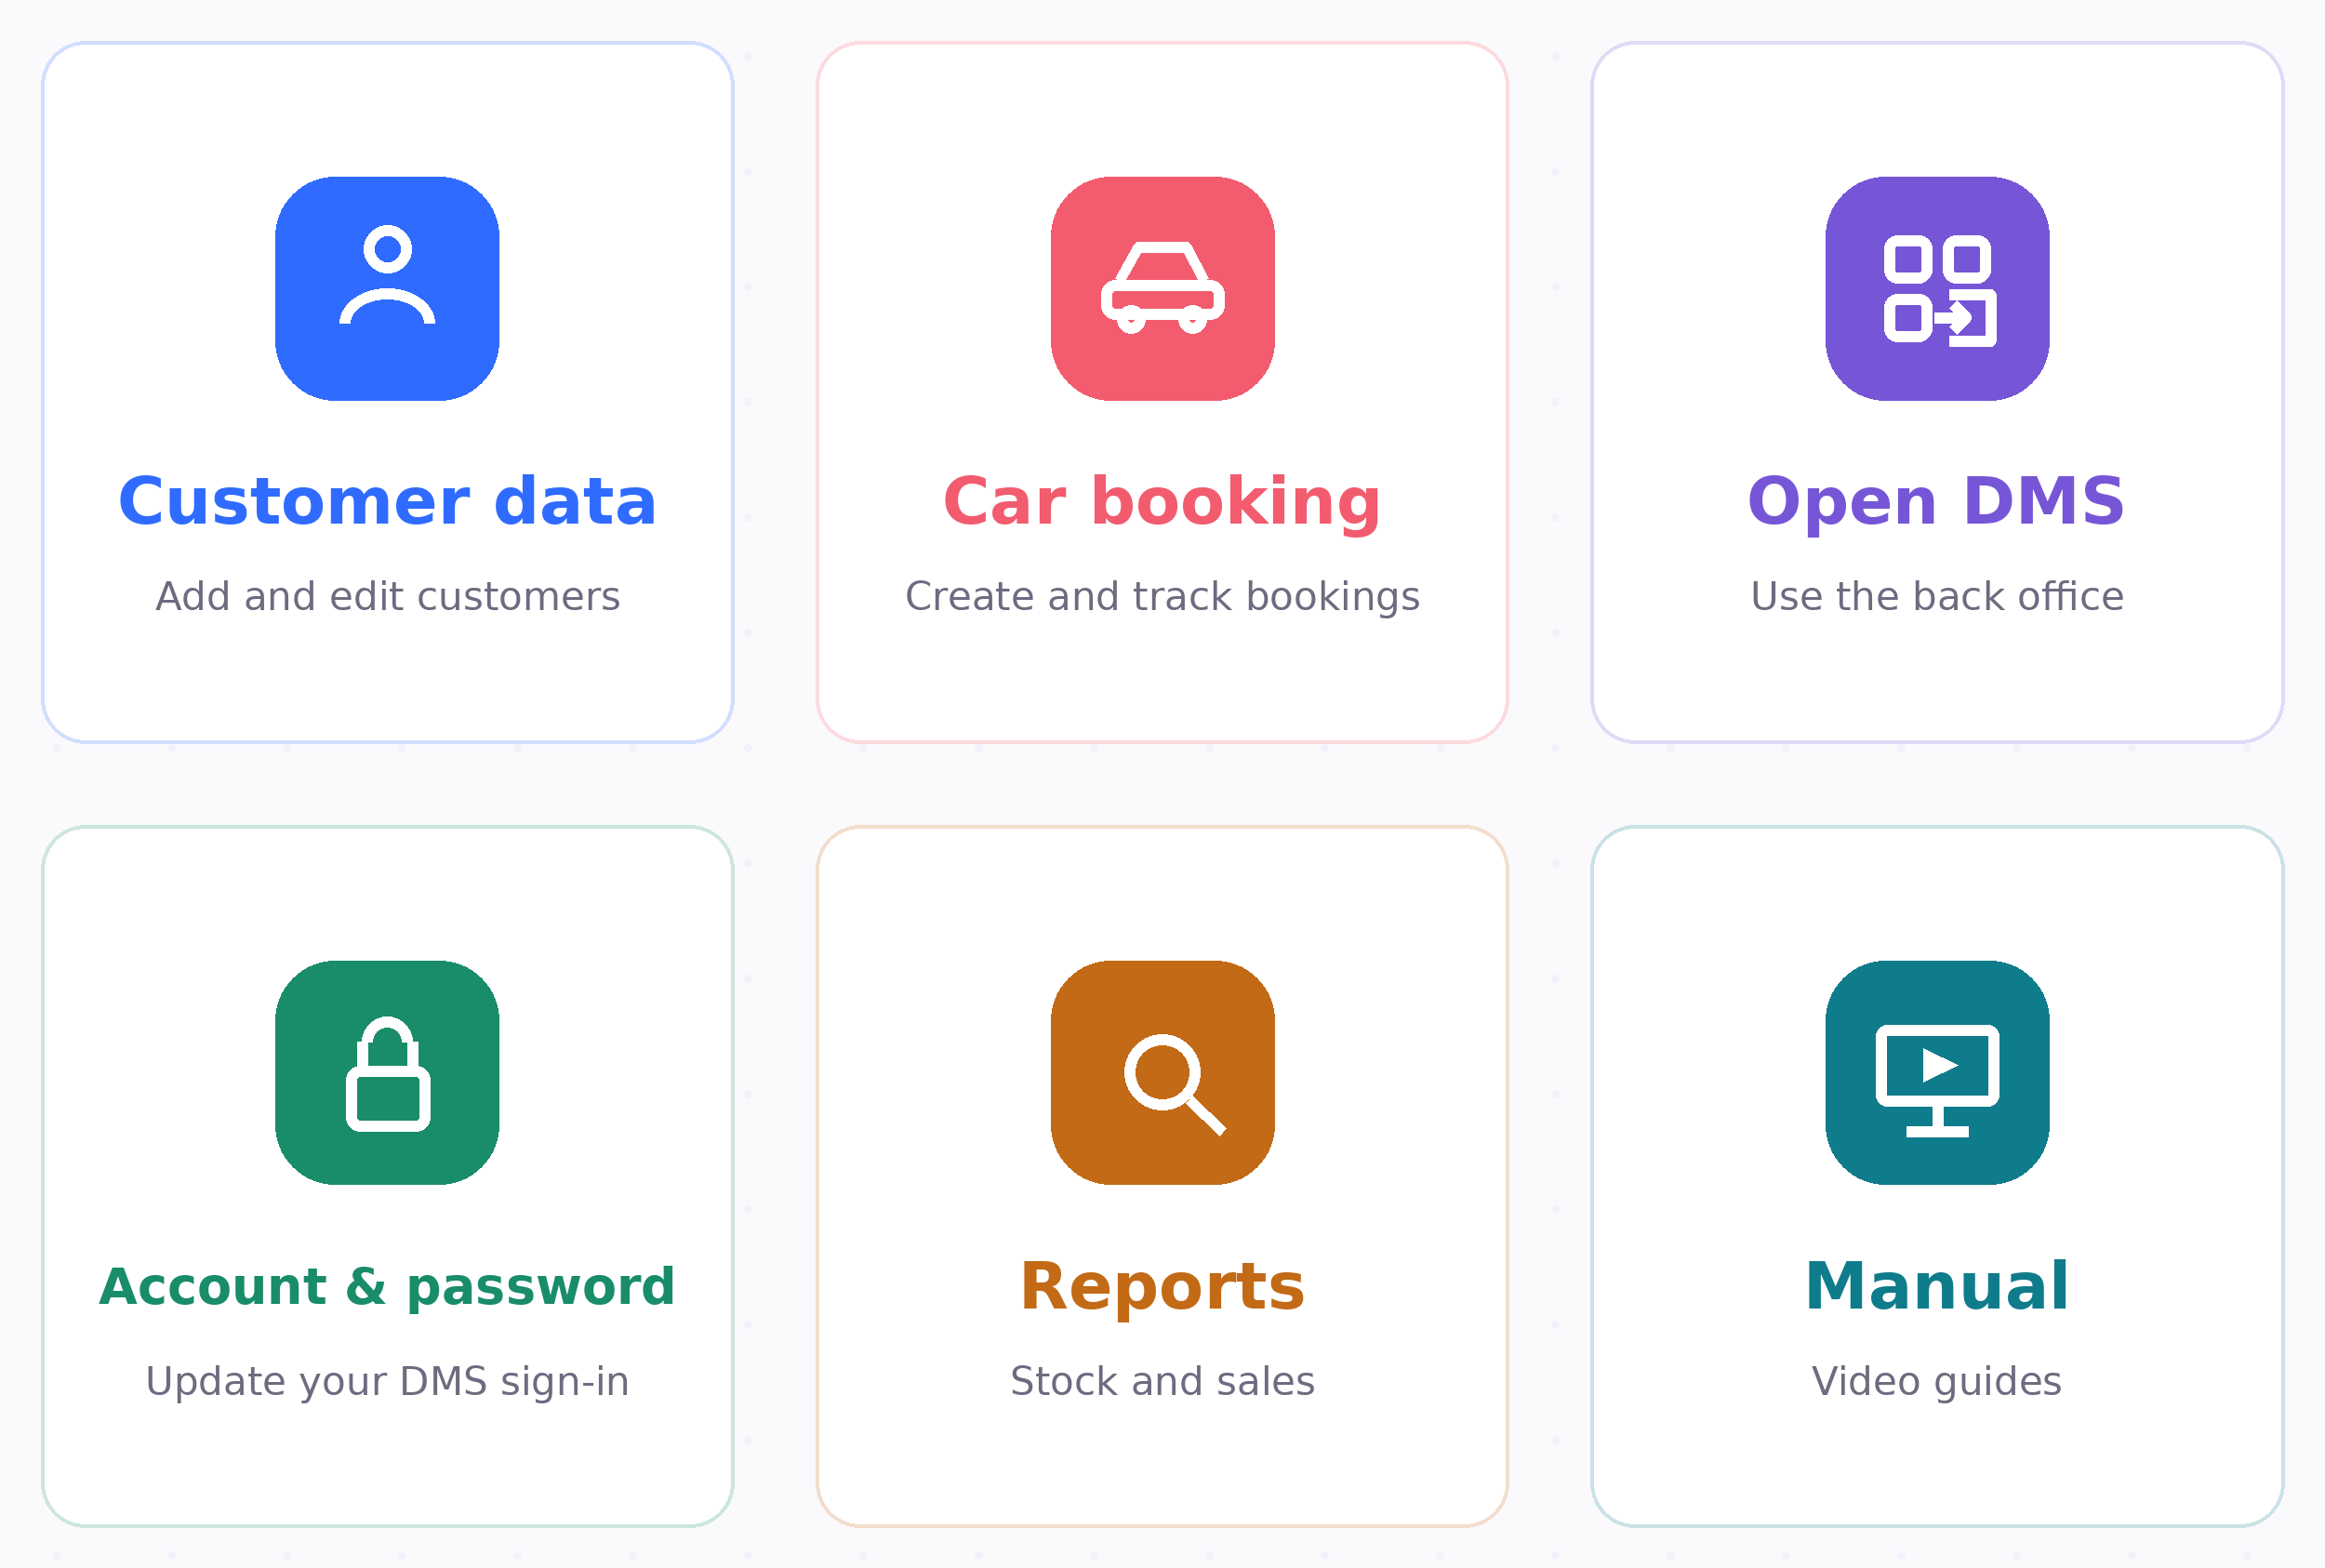 Customer data
Add and edit customers
Car booking
Create and track bookings
Open DMS
Use the back office
Account & password
Update your DMS sign-in
Reports
Stock and sales
Manual
Video guides